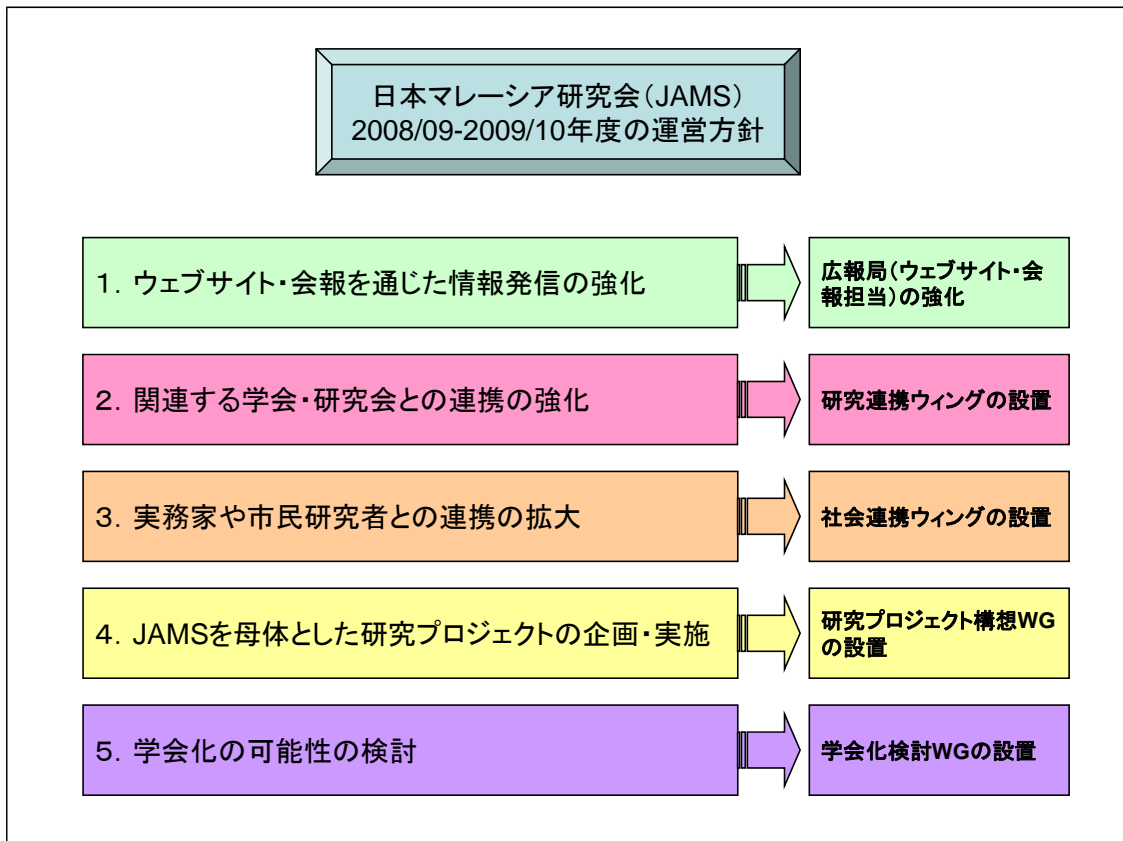 日本マレーシア研究会(JAMS)
2008/09-2009/10年度の運営方針
1. ウェブサイト・会報を通じた情報発信の強化
広報局(ウェブサイト・会
報担当)の強化
2. 関連する学会・研究会との連携の強化
研究連携ウィングの設置
3. 実務家や市民研究者との連携の拡大
社会連携ウィングの設置
4. JAMSを母体とした研究プロジェクトの企画・実施
研究プロジェクト構想WG
の設置
5. 学会化の可能性の検討
学会化検討WGの設置